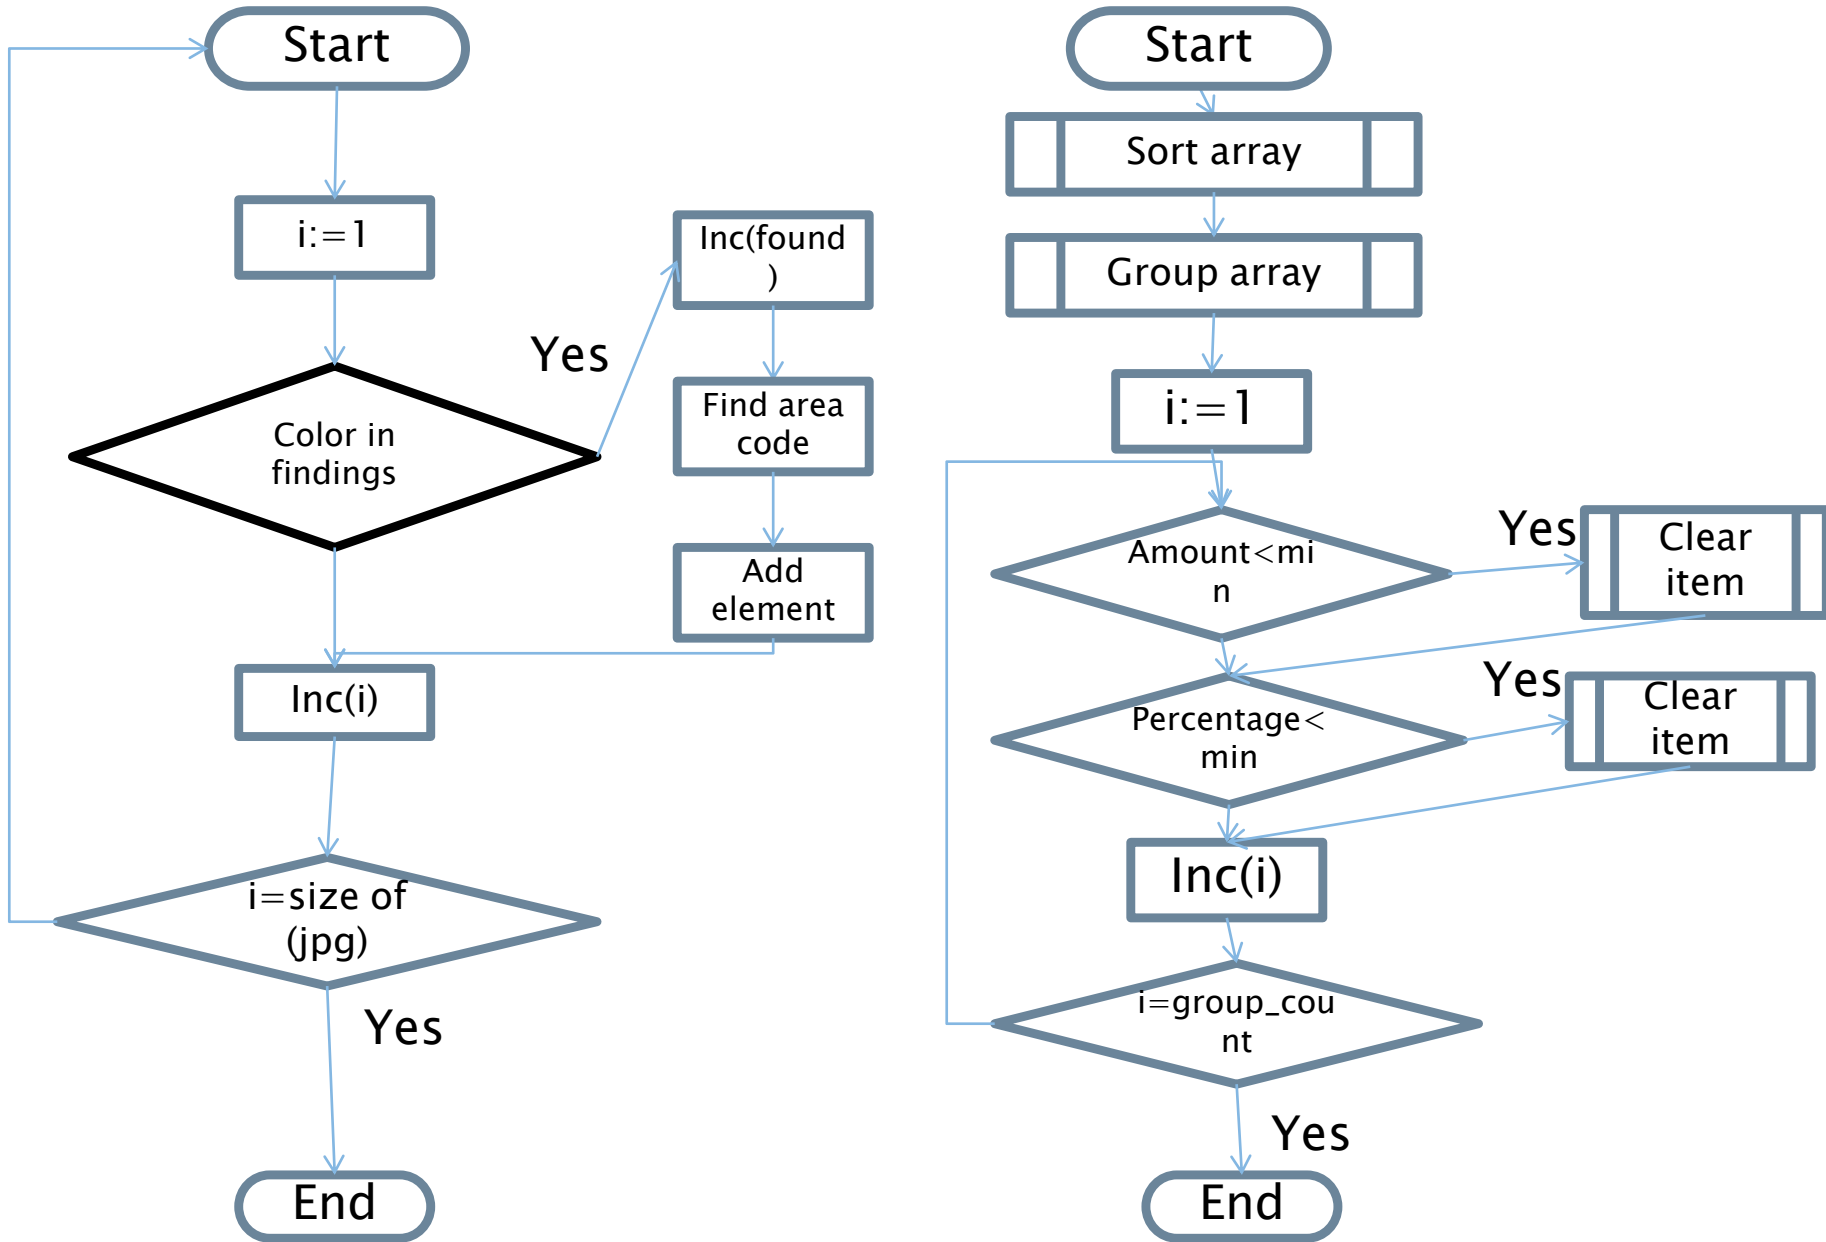 Start
i:=1
Yes
Inc(found
)
Find area
code
Color in
findings
Add
element
Inc(i)
i=size of
(jpg)
Yes
End
Start
Sort array
Group array
i:=1
Amount<mi
n
Yes
Clear
item
Percentage<
min
Yes
Clear
item
Inc(i)
i=group_cou
nt
Yes
End